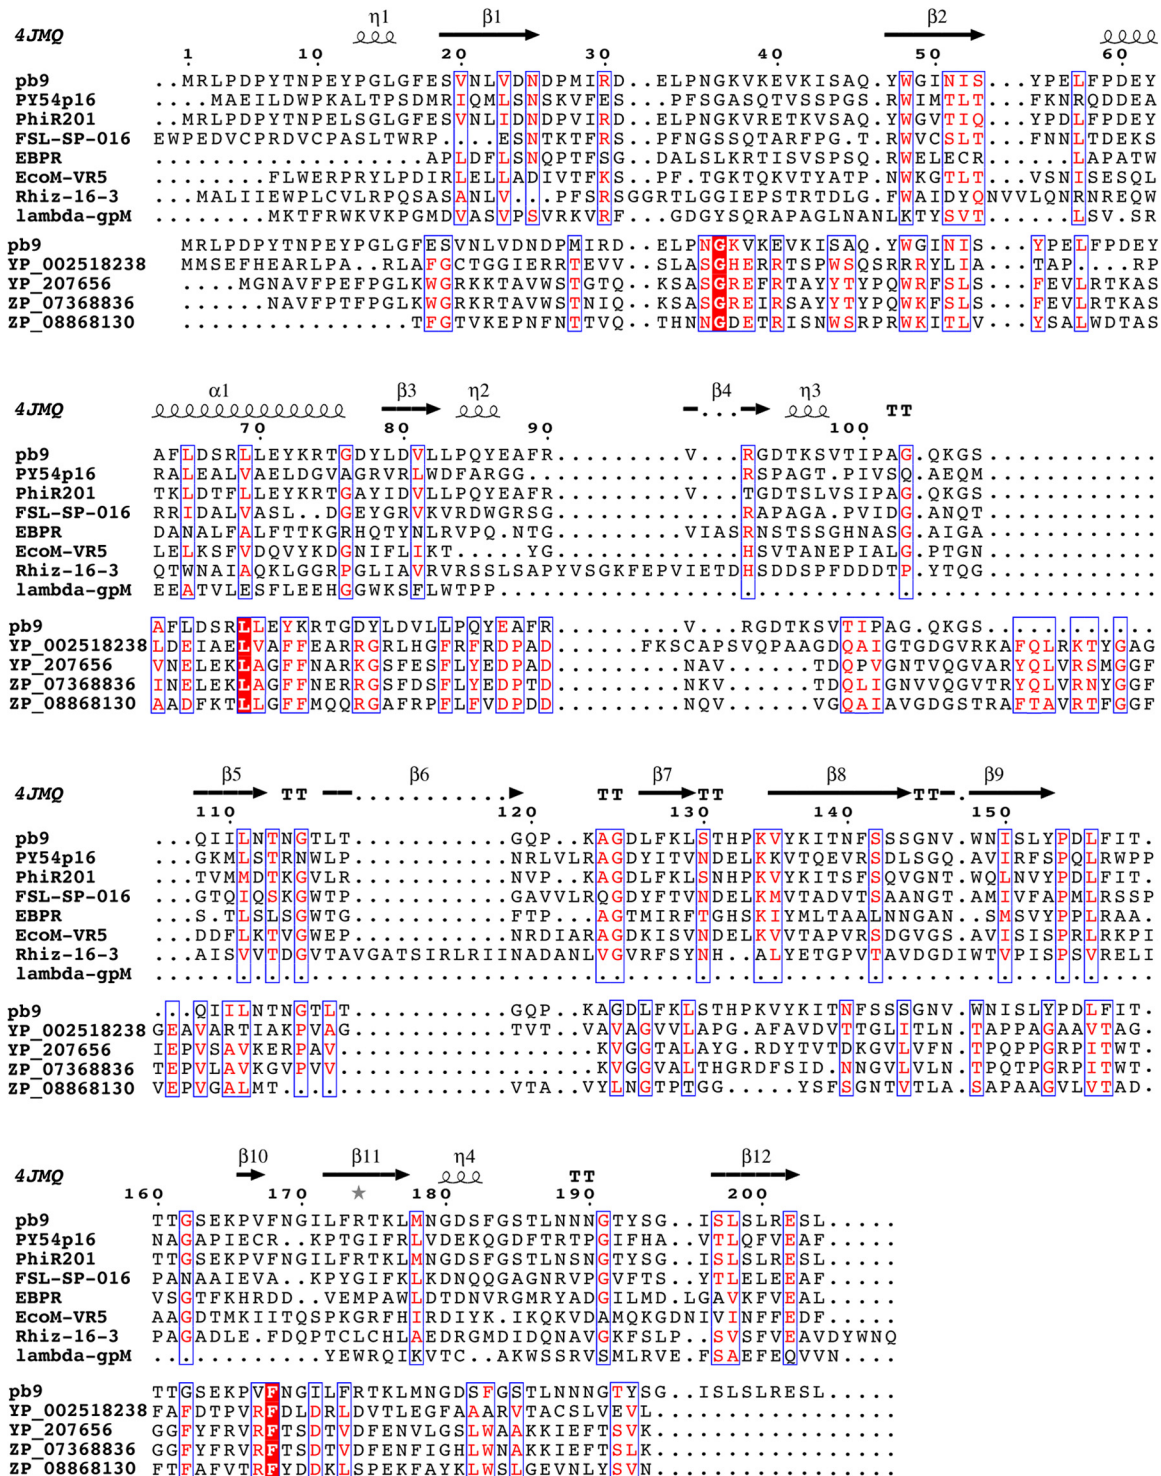 η1 β1 β2
4JMQ
1 10 20 30 40 50 60
pb9 ..MRLPDPYTNPEYPGLGFESVNLVDNDPMIRD..ELPNGKVKEVKISAQ.YWGINIS....YPELFPDEY
PY54p16 ....MAEILDWPKALTPSDMRIQMLSNSKVFES...PFSGASQTVSSPGS.RWIMTLT....FKNRQDDEA
PhiR201 ..MRLPDPYTNPELSGLGFESVNLIDNDPVIRD..ELPNGKVKEVKISAQ.YWGVTIQ....YPDLFPDEY
FSL-SP-016 EWPEDVCPRDVCPASLTWRP....ESNTKTFRS...PFNGSSQTARFPG.T.RWVCSLT....FNNLTDEKS
EBPR ...................APLDFLSNQPTFSG..DALSLKRTISVSPSQ.RWELECR......LAPATW
EcoM-VR5 ........FLWERPRYLPDIRLELLADIVTFKS...PLF.TGKTQKVTYATP.NWKGTLT....VSNISESQL
Rhiz-16-3 ...MALIIEWPLCVLRPQSASANLV...PFSRSGGRTLGGIEPSTRTDLG.FWAIDYQNVVLQNRNREQW
lambda-gpM ......MKTFRWKVKPGMDVASVPSVRKVRF...GDGYSQRAPAGLNANLKTYSVT......LSV.SR
pb9 MRLPDPYTNPEYPGLGFESVNLVDNDPMIRD..ELPNGKVKEVKISAQ.YWGINIS...YPELFPDEY
YP_002518238 MMSEFHEARLPA..RLAFGCTGGIERRTEVV..SLASGHERRTSPWSQSRRRYLIA...TAP....RP
YP_207656 ....MGNAVFPEFPGLKWGRKKTAVWSTGTQ..KSASGREFRTAYYTYPQWRFSLS...FEVLRTKAS
ZP_07368836 ......NAVFPTFPGLKWGRKRTAVWSTNIQ..KSASGREIRSAYYTYPQWKFSLS...FEVLRTKAS
ZP_08868130 ................TFGTVKEPNFNTTVQ..THNNGDETRISNWSRPRWKITLV...YSALWDTAS
α1 β3 η2 β4 η3
4JMQ ... TT
70 80 90 100
pb9 AFLDSRLLEYKRTGDYLDVLLPQYEAFR.........V...RGDTKSVTIPAG.QKGS............
PY54p16 RALEALVAELDGVAGRVRLWDFARGG...............RSPAGT.PIVSQ.AEQM............
PhiR201 TKLDTFLLEYKRTGAYIDVLLPQYEAFR.........V...TGDTSLVSIPAG.QKGS............
FSL-SP-016 RRIDALVASL..DGEYGRVKVRDWGRSG.............RAPAGA.PVIDG.ANQT............
EBPR DANALFALFTTKGRHQTYNLRVPQ.NTG.........VIASRNSTSSGHNASG.AIGA............
EcoM-VR5 LELKSFVDQVYKDGNIFLIKT.....YG.............HSVTANEPIALG.PTGN............
Rhiz-16-3 QTWNAIAQKLGGRPGLIAVRVRSSLSAPYVSGKFEPVIETDHSDDSPFDDDTP.YTQG............
lambda-gpM EEATVLESFLEEHGGWKSFLWTPP..............................................
pb9 AFLDSRLLEYKRTGDYLDVLLPQYEAFR.........V...RGDTKSVTIPAG.QKGS............
YP_002518238 LDEIAELVAFFEARRGRLHGFRFRDPAD......FKSCAPSVQPAAGDQAIGTGDGVRKAFQLRKTYGAG
YP_207656 VNELEKLAGFFNARKGSFESFLYEDPAD.........NAV......TDQPVGNTVQGVARYQLVRSMGGF
ZP_07368836 INELEKLAGFFNERRGSFDSFLYEDPTD.........NKV......TDQLIGNVVQGVTRYQLVRNYGGF
ZP_08868130 AADFKTLLGFFMQQRGAFRPFLFVDPDD.........NQV......VGQAIAVGDGSTRAFTAVRTFGGF
β5 β6 β7 β8 β9
4JMQ TT ............ TT TT TT
110 120 130 140 150
pb9 ...QIILNTNGTLT...........GQP..KAGDLFKLSTHPKVYKITNFSSSGNV.WNISLYPDLFIT.
PY54p16 ...GKMLSTRNWLP...........NRLVLRAGDYITVNDELKKVTQEVRSDLSGQ.AVIRFSPQLRWPP
PhiR201 ...TVMMDTKGVLR...........NVP..KAGDLFKLSNHPKVYKITSFSQVGNT.WQLNVYPDLFIT.
FSL-SP-016 ...GTQIQSKGWTP...........GAVVLRQGDYFTVNDELKMVTADVTSAANGT.AMIVFAPMLRSSP
EBPR ...S.TLSLSGWTG...........FTP..AGTMIRFTGHSKIYMLTAALNNGAN..SMSVYPPLRAA..
EcoM-VR5 ...DDFLKTVGWEP...........NRDIARAGDKISVNDELKVVTAPVRSDGVGS.AVISISPRLRKPI
Rhiz-16-3 ...AISVVTDGVTAVGATSIRLRIINADANLVGVRFSYNH..ALYETGPVTAVDGDIWTVPISPSVRELI
lambda-gpM ......................................................................
pb9 ...QIILNTNGTLT...........GQP..KAGDLFKLSTHPKVYKITNFSSSGNV.WNISLYPDLFIT.
YP_002518238 GEAVARTIAKPVAG...........TVT..VAVAGVVLAPG.AFAVDVTTGLITLN.TAPPAGAAVTAG.
YP_207656 IEPVSAVKERPAV.................KVGGTALAYG.RDYTVTDKGVLVFN.TPQPPGRPITWT.
ZP_07368836 TEPVLAVKGVPVV.................KVGGVALTHGRDFSID.NNGVLVLN.TPQTPGRPITWT.
ZP_08868130 VEPVGALMT...............VTA..VYLNGTPTGG....YSFSGNTVTLA.SAPAAGVLVTAD.
β10 β11 η4 β12
4JMQ TT
160 170 180 190 200
pb9 TTGSEKPVFNGILFRTKLMNGDSFGSTLNNNGTYSG..ISLSLRESL.....
PY54p16 NAGAPIECR..KPTGIFRLVDEKQGDFTRTPGIFHA..VTLQFVEAF.....
PhiR201 TTGSEKPVFNGILFRTKLMNGDSFGSTLNSNGTYSG..ISLSLRESL.....
FSL-SP-016 PANAAIEVA..KPYGIFKLKDNQQGAGNRVPGVFTS..YTLELEEAF.....
EBPR VSGTFKHRDD..VEMPAWLDTDNVRGMRYADGILMD.LGAVKFVEAL.....
EcoM-VR5 AAGDTMKIITQSPKGRFHIRDIYK.IKQKVDAMQKGDNIVINFFEDF.....
Rhiz-16-3 PAGADLE.FDQPTCLCHLAEDRGMDIDQNAVGKFSLP..SVSFVEAVDYWNQ
lambda-gpM ............YEWRQIKVTC..AKWSSRVSMLRVE.FSAEFEQVVN....
pb9 TTGSEKPVFNGILFRTKLMNGDSFGSTLNNNGTYSG..ISLSLRESL.....
YP_002518238 FAFDTPVRFDLDRLDVTLEGFAAARVTACSLVEVL.................
YP_207656 GGFYFRVRFTSDTVDFENVLGSLWAAKKIEFTSVK.................
ZP_07368836 GGFYFRVRFTSDTVDFENFIGHLWNAKKIEFTSLK.................
ZP_08868130 FTFAFVTRFYDDKLSPEKFAYKLWSLGEVNLYSVN.................